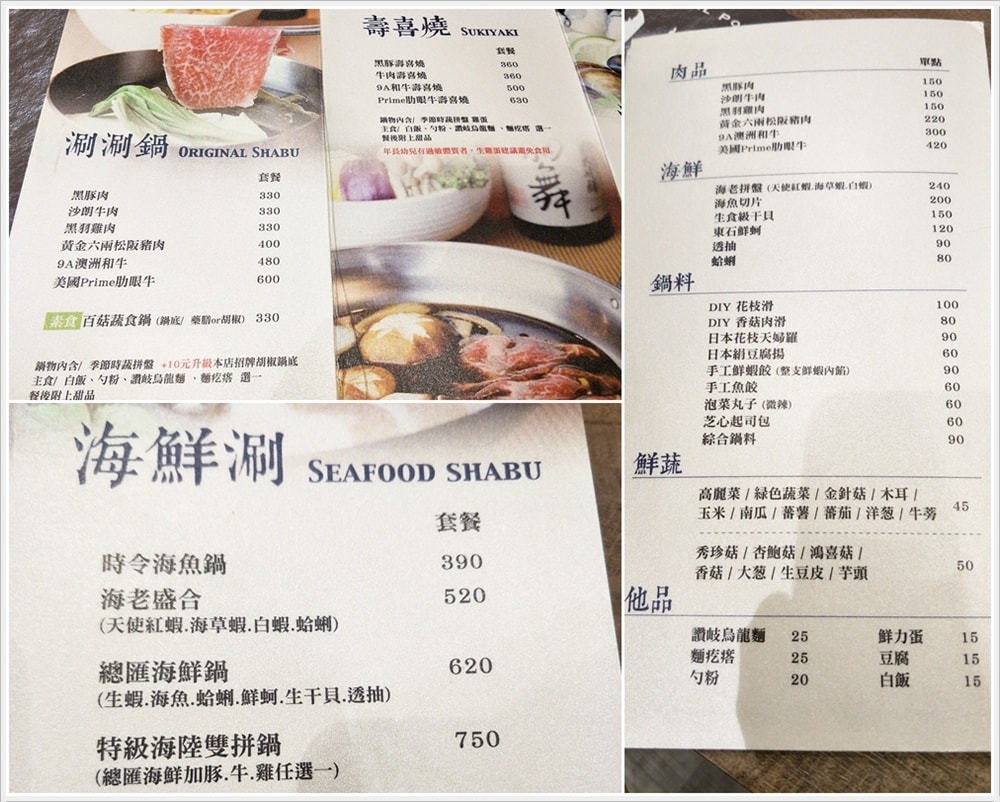 涮涮鍋 ORIGINAL SHABU
套餐
黑豚肉 330
沙朗牛肉 330
黑羽雞肉 330
黃金六兩松阪豬肉 400
9A澳洲和牛 480
美國Prime肋眼牛 600
素食 百菇蔬食鍋 (鍋底/ 藥膳or胡椒) 330
鍋物內含/ 季節時蔬拼盤 +10元升級本店招牌胡椒鍋底
主食/ 白飯、勺粉、讚岐烏龍麵、麵疙瘩 選一
餐後附上甜品
壽喜燒 SUKIYAKI
套餐
黑豚壽喜燒 360
牛肉壽喜燒 360
9A和牛壽喜燒 500
Prime肋眼牛壽喜燒 630
鍋物內含/ 季節時蔬拼盤 雞蛋
主食/ 白飯、勺粉、讚岐烏龍麵、麵疙瘩 選一
餐後附上甜品
年長幼兒有過敏體質者，生雞蛋建議避免食用
舞
海鮮涮 SEAFOOD SHABU
套餐
時令海魚鍋 390
海老盛合 520
(天使紅蝦.海草蝦.白蝦.蛤蜊)
總匯海鮮鍋 620
(生蝦.海魚.蛤蜊.鮮蚵.生干貝.透抽)
特級海陸雙拼鍋 750
(總匯海鮮加豚.牛.雞任選一)
肉品 單點
黑豚肉 150
沙朗牛肉 150
黑羽雞肉 150
黃金六兩松阪豬肉 220
9A澳洲和牛 300
美國Prime肋眼牛 420
海鮮
海老拼盤 (天使紅蝦.海草蝦.白蝦) 240
海魚切片 200
生食級干貝 150
東石鮮蚵 120
透抽 90
蛤蜊 80
鍋料
DIY 花枝滑 100
DIY 香菇肉滑 80
日本花枝天婦羅 90
日本絹豆腐揚 60
手工鮮蝦餃 (整支鮮蝦內餡) 90
手工魚餃 60
泡菜丸子 (微辣) 60
芝心起司包 60
綜合鍋料 90
鮮蔬
高麗菜 / 綠色蔬菜 / 金針菇 / 木耳 /
玉米 / 南瓜 / 蕃薯 / 蕃茄 / 洋蔥 / 牛蒡 45
秀珍菇 / 杏鮑菇 / 鴻喜菇 /
香菇 / 大蔥 / 生豆皮 / 芋頭 50
他品
讚岐烏龍麵 25 鮮力蛋 15
麵疙瘩 25 豆腐 15
勺粉 20 白飯 15